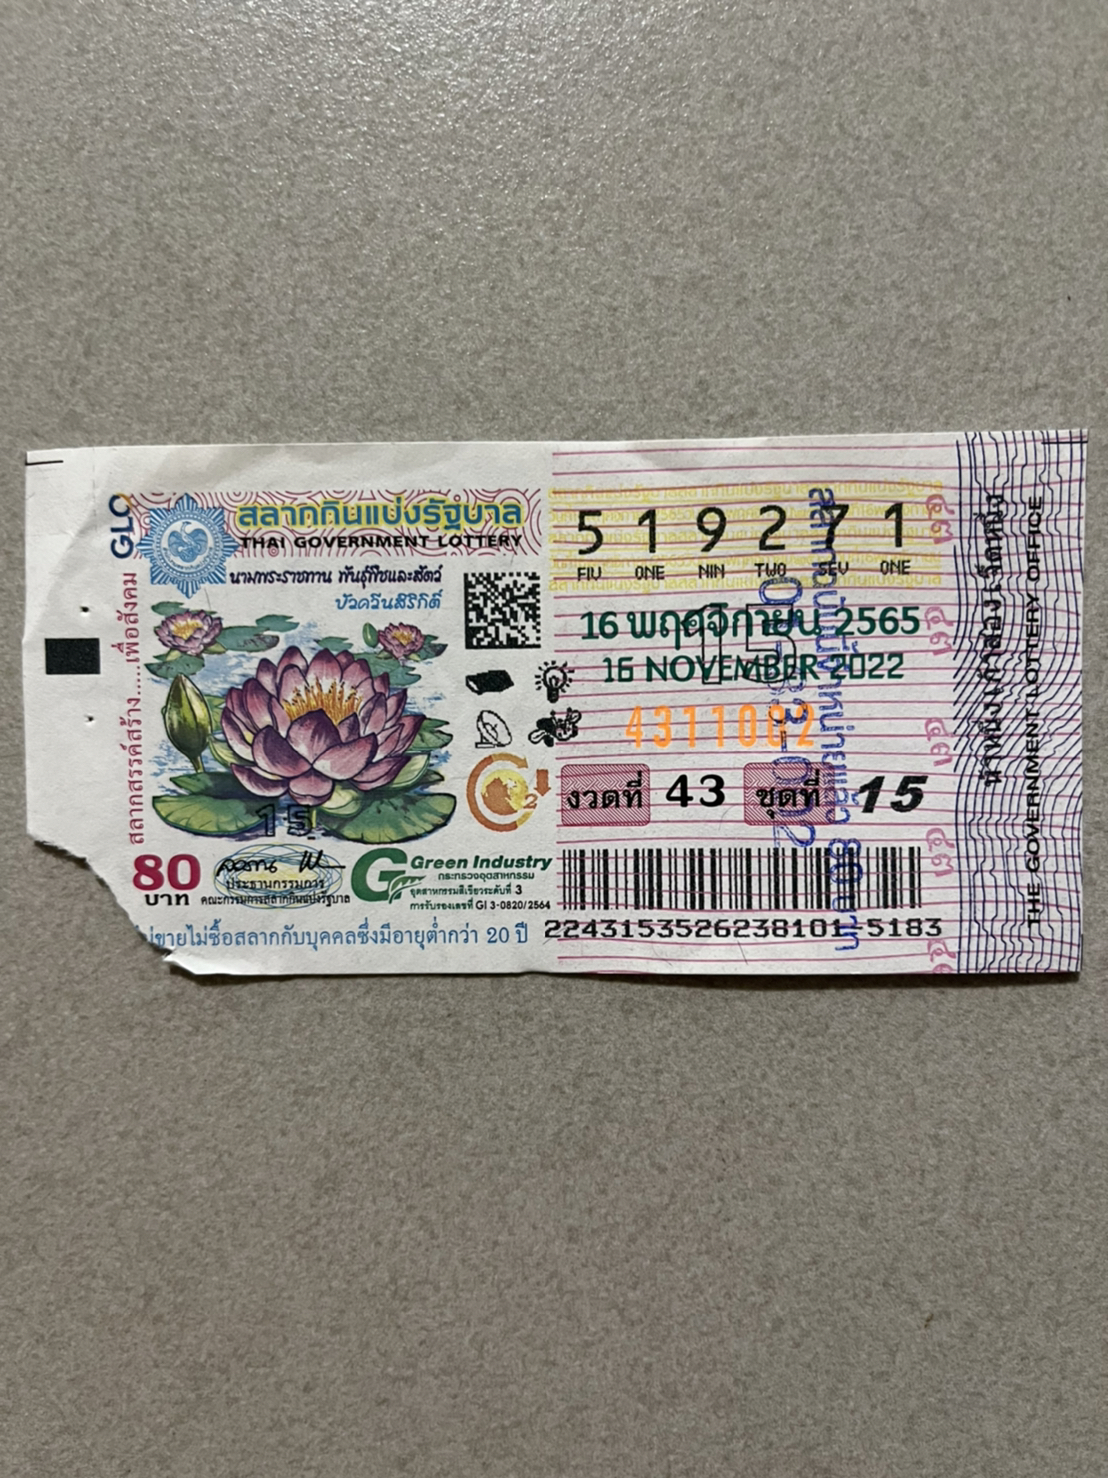 GLO
สลากกินแบ่งรัฐบาล
THAI GOVERNMENT LOTTERY
นามพระราชทาน พันธุ์พืชและสัตว์
บัวควีนสิริกิติ์
สลากสรรค์สร้าง.....เพื่อสังคม
15
80
บาท
ประธานกรรมการ
คณะกรรมการสลากกินแบ่งรัฐบาล
Green Industry
กระทรวงอุตสาหกรรม
อุตสาหกรรมสีเขียวระดับที่ 3
การรับรองเลขที่ GI 3-0820/2564
ไม่ขายไม่ซื้อสลากกับบุคคลซึ่งมีอายุต่ำกว่า 20 ปี
5 1 9 2 7 1
FIV ONE NIN TWO SEV ONE
16 พฤศจิกายน 2565
16 NOVEMBER 2022
15
4311002
งวดที่ 43 ชุดที่ 15
2243153526238101-5183
80 บาท
ห้าหนึ่งเก้าสองเจ็ดหนึ่ง
THE GOVERNMENT LOTTERY OFFICE